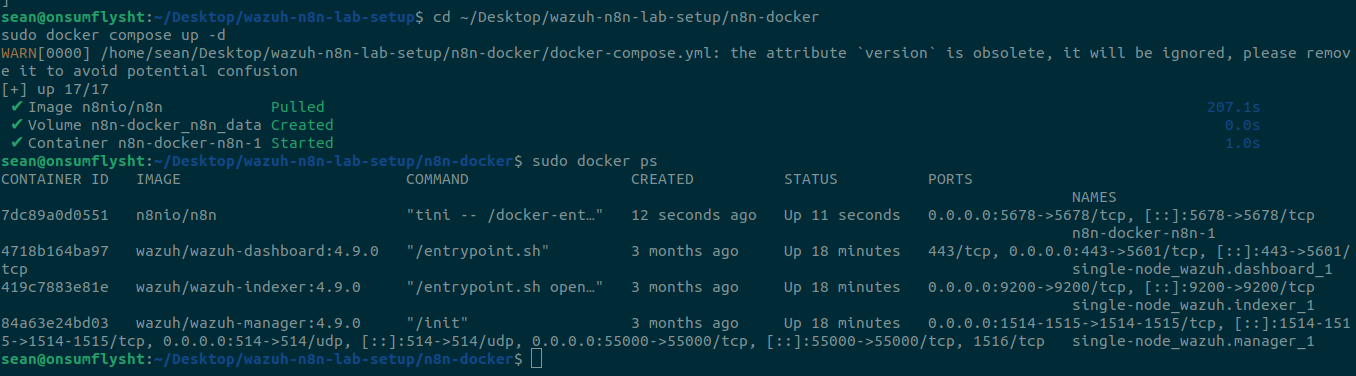 ]
sean@onsumflysht:~/Desktop/wazuh-n8n-lab-setup$ cd ~/Desktop/wazuh-n8n-lab-setup/n8n-docker
sudo docker compose up -d
WARN[0000] /home/sean/Desktop/wazuh-n8n-lab-setup/n8n-docker/docker-compose.yml: the attribute `version` is obsolete, it will be ignored, please remov
e it to avoid potential confusion
[+] up 17/17
✔ Image n8nio/n8n Pulled 207.1s
✔ Volume n8n-docker_n8n_data Created 0.0s
✔ Container n8n-docker-n8n-1 Started 1.0s
sean@onsumflysht:~/Desktop/wazuh-n8n-lab-setup/n8n-docker$ sudo docker ps
CONTAINER ID IMAGE COMMAND CREATED STATUS PORTS
NAMES
7dc89a0d0551 n8nio/n8n "tini -- /docker-ent…" 12 seconds ago Up 11 seconds 0.0.0.0:5678->5678/tcp, [::]:5678->5678/tcp
n8n-docker-n8n-1
4718b164ba97 wazuh/wazuh-dashboard:4.9.0 "/entrypoint.sh" 3 months ago Up 18 minutes 443/tcp, 0.0.0.0:443->5601/tcp, [::]:443->5601/
tcp single-node_wazuh.dashboard_1
419c7883e81e wazuh/wazuh-indexer:4.9.0 "/entrypoint.sh open…" 3 months ago Up 18 minutes 0.0.0.0:9200->9200/tcp, [::]:9200->9200/tcp
single-node_wazuh.indexer_1
84a63e24bd03 wazuh/wazuh-manager:4.9.0 "/init" 3 months ago Up 18 minutes 0.0.0.0:1514-1515->1514-1515/tcp, [::]:1514-151
5->1514-1515/tcp, 0.0.0.0:514->514/udp, [::]:514->514/udp, 0.0.0.0:55000->55000/tcp, [::]:55000->55000/tcp, 1516/tcp single-node_wazuh.manager_1
sean@onsumflysht:~/Desktop/wazuh-n8n-lab-setup/n8n-docker$